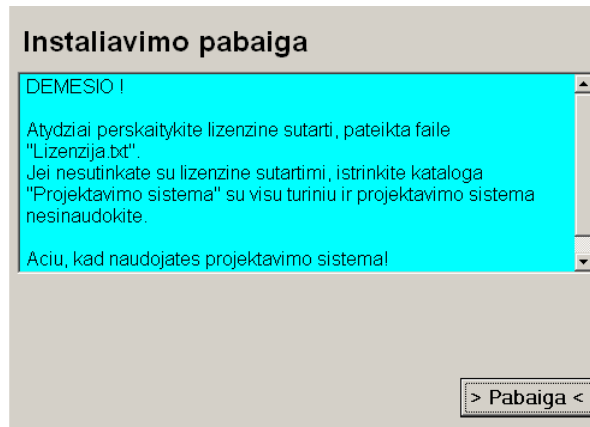 Instaliavimo pabaiga
DEMESIO !
Atydziai perskaitykite lizenzine sutarti, pateikta faile
"Lizenzija.txt".
Jei nesutinkate su lizenzine sutartimi, istrinkite kataloga
"Projektavimo sistema" su visu turiniu ir projektavimo sistema
nesinaudokite.
Aciu, kad naudojates projektavimo sistema!
> Pabaiga <